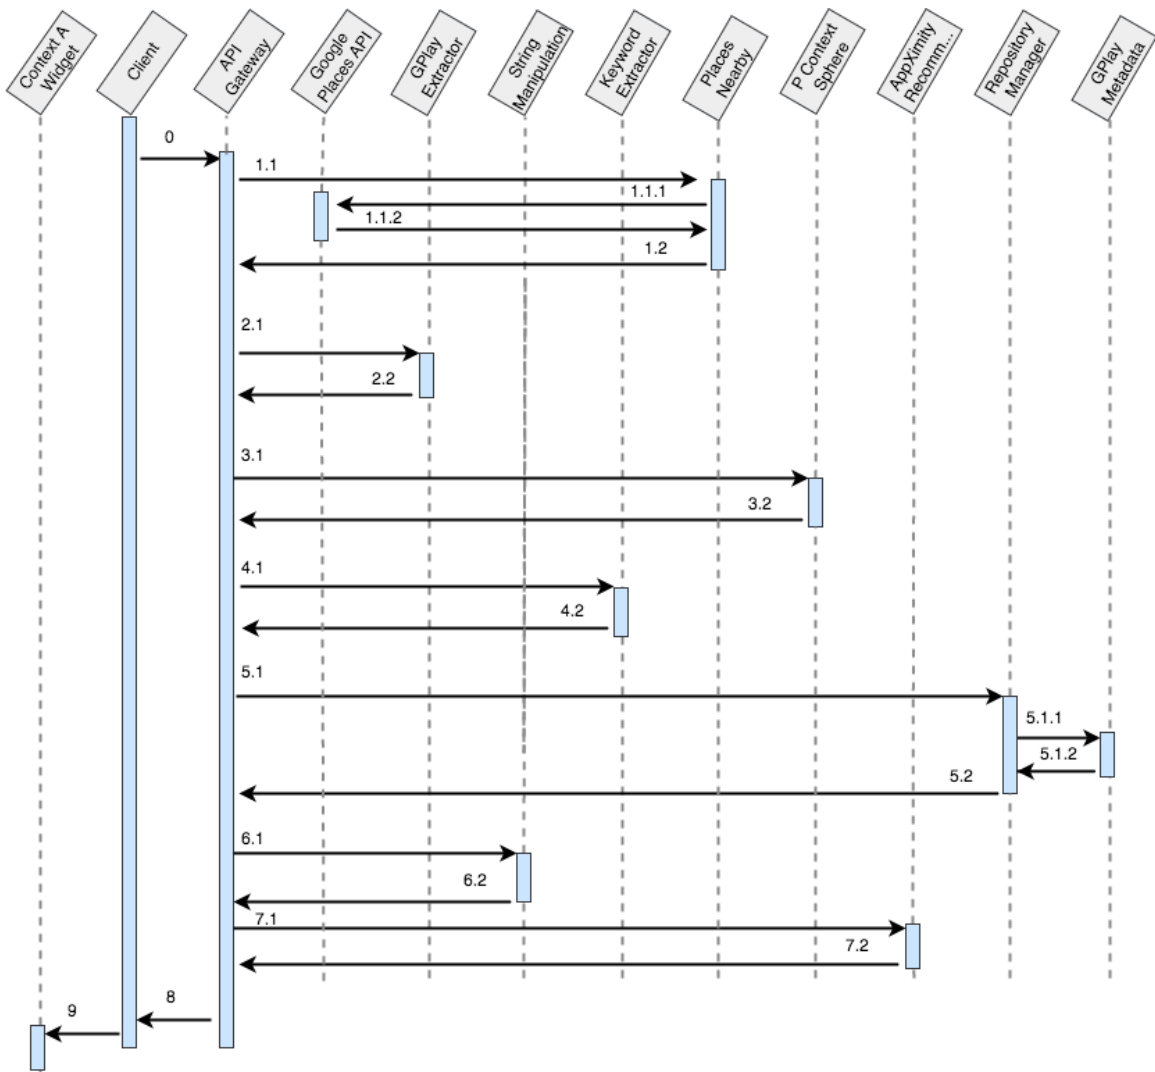 Context A
Widget
Client
API
Gateway
Google
Places API
GPlay
Extractor
String
Manipulation
Keyword
Extractor
Places
Nearby
P Context
Sphere
AppXimity
Recomm...
Repository
Manager
GPlay
Metadata
0
1.1
1.1.1
1.1.2
1.2
2.1
2.2
3.1
3.2
4.1
4.2
5.1
5.1.1
5.1.2
5.2
6.1
6.2
7.1
7.2
8
9